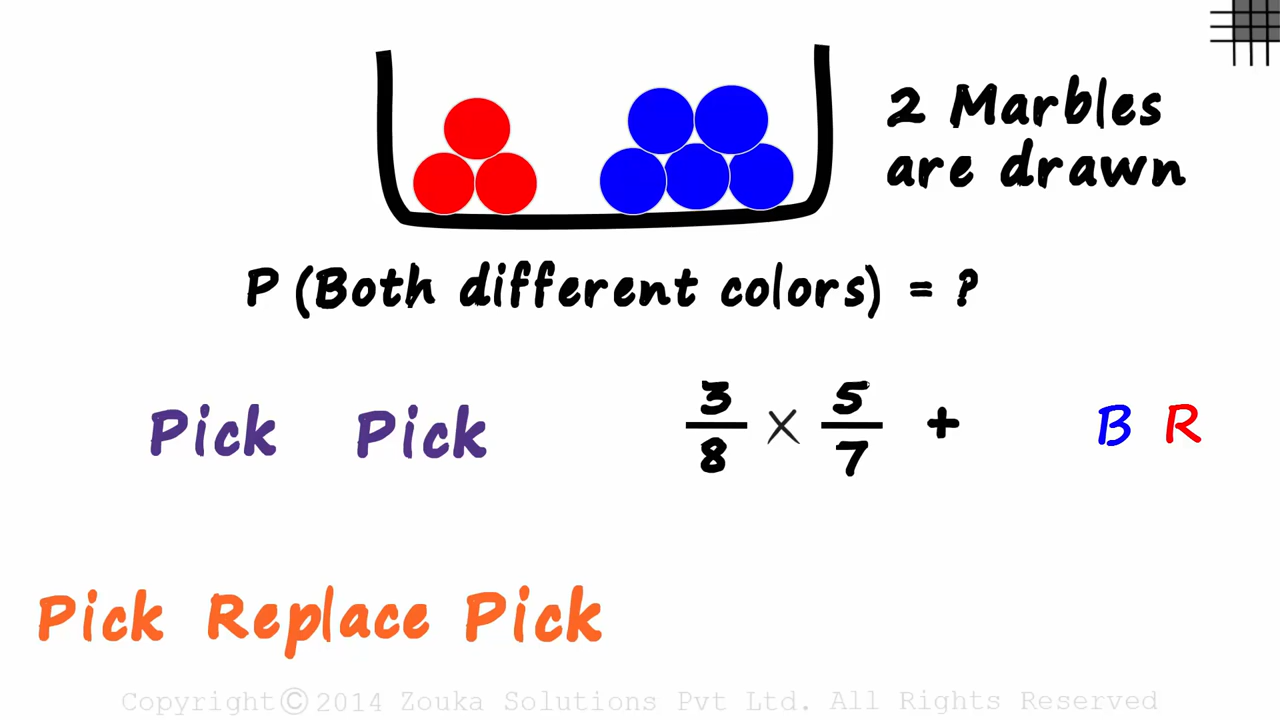 2 Marbles
are drawn
P (Both different colors) = ?
Pick Pick
3/8 × 5/7 + B R
Pick Replace Pick
Copyright©2014 Zouka Solutions Pvt Ltd. All Rights Reserved